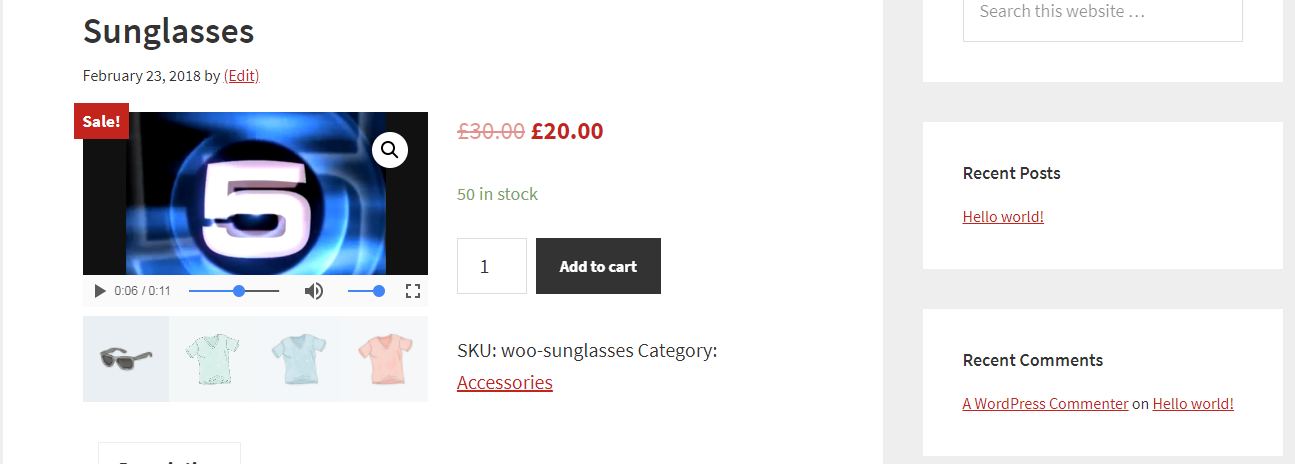 Sunglasses
February 23, 2018 by (Edit)
Sale!
5
0:06 / 0:11
£30.00 £20.00
50 in stock
1
Add to cart
SKU: woo-sunglasses Category:
Accessories
Search this website …
Recent Posts
Hello world!
Recent Comments
A WordPress Commenter on Hello world!